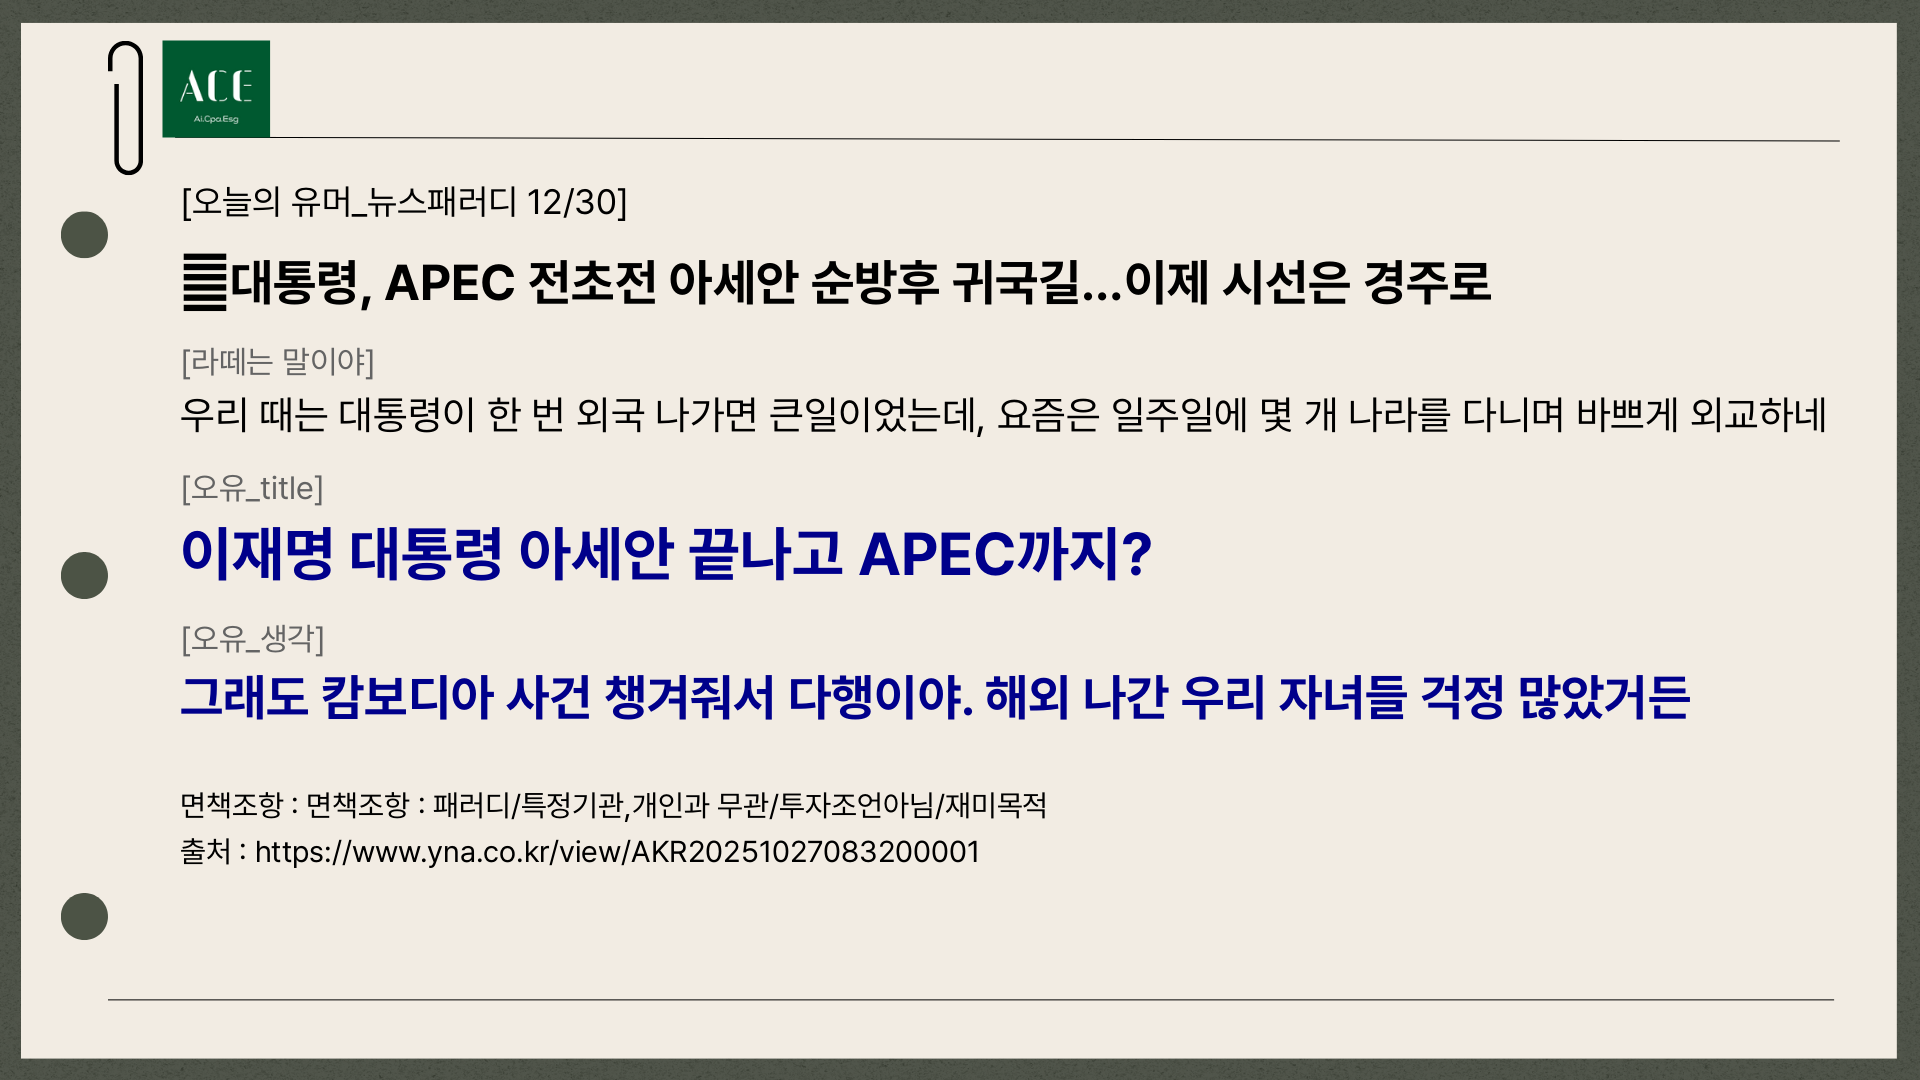 ACE
Ai.Cpa.Esg
[오늘의 유머_뉴스패러디 12/30]
대통령, APEC 전초전 아세안 순방후 귀국길...이제 시선은 경주로
[라떼는 말이야]
우리 때는 대통령이 한 번 외국 나가면 큰일이었는데, 요즘은 일주일에 몇 개 나라를 다니며 바쁘게 외교하네
[오유_title]
이재명 대통령 아세안 끝나고 APEC까지?
[오유_생각]
그래도 캄보디아 사건 챙겨줘서 다행이야. 해외 나간 우리 자녀들 걱정 많았거든
면책조항 : 면책조항 : 패러디/특정기관,개인과 무관/투자조언아님/재미목적
출처 : https://www.yna.co.kr/view/AKR20251027083200001